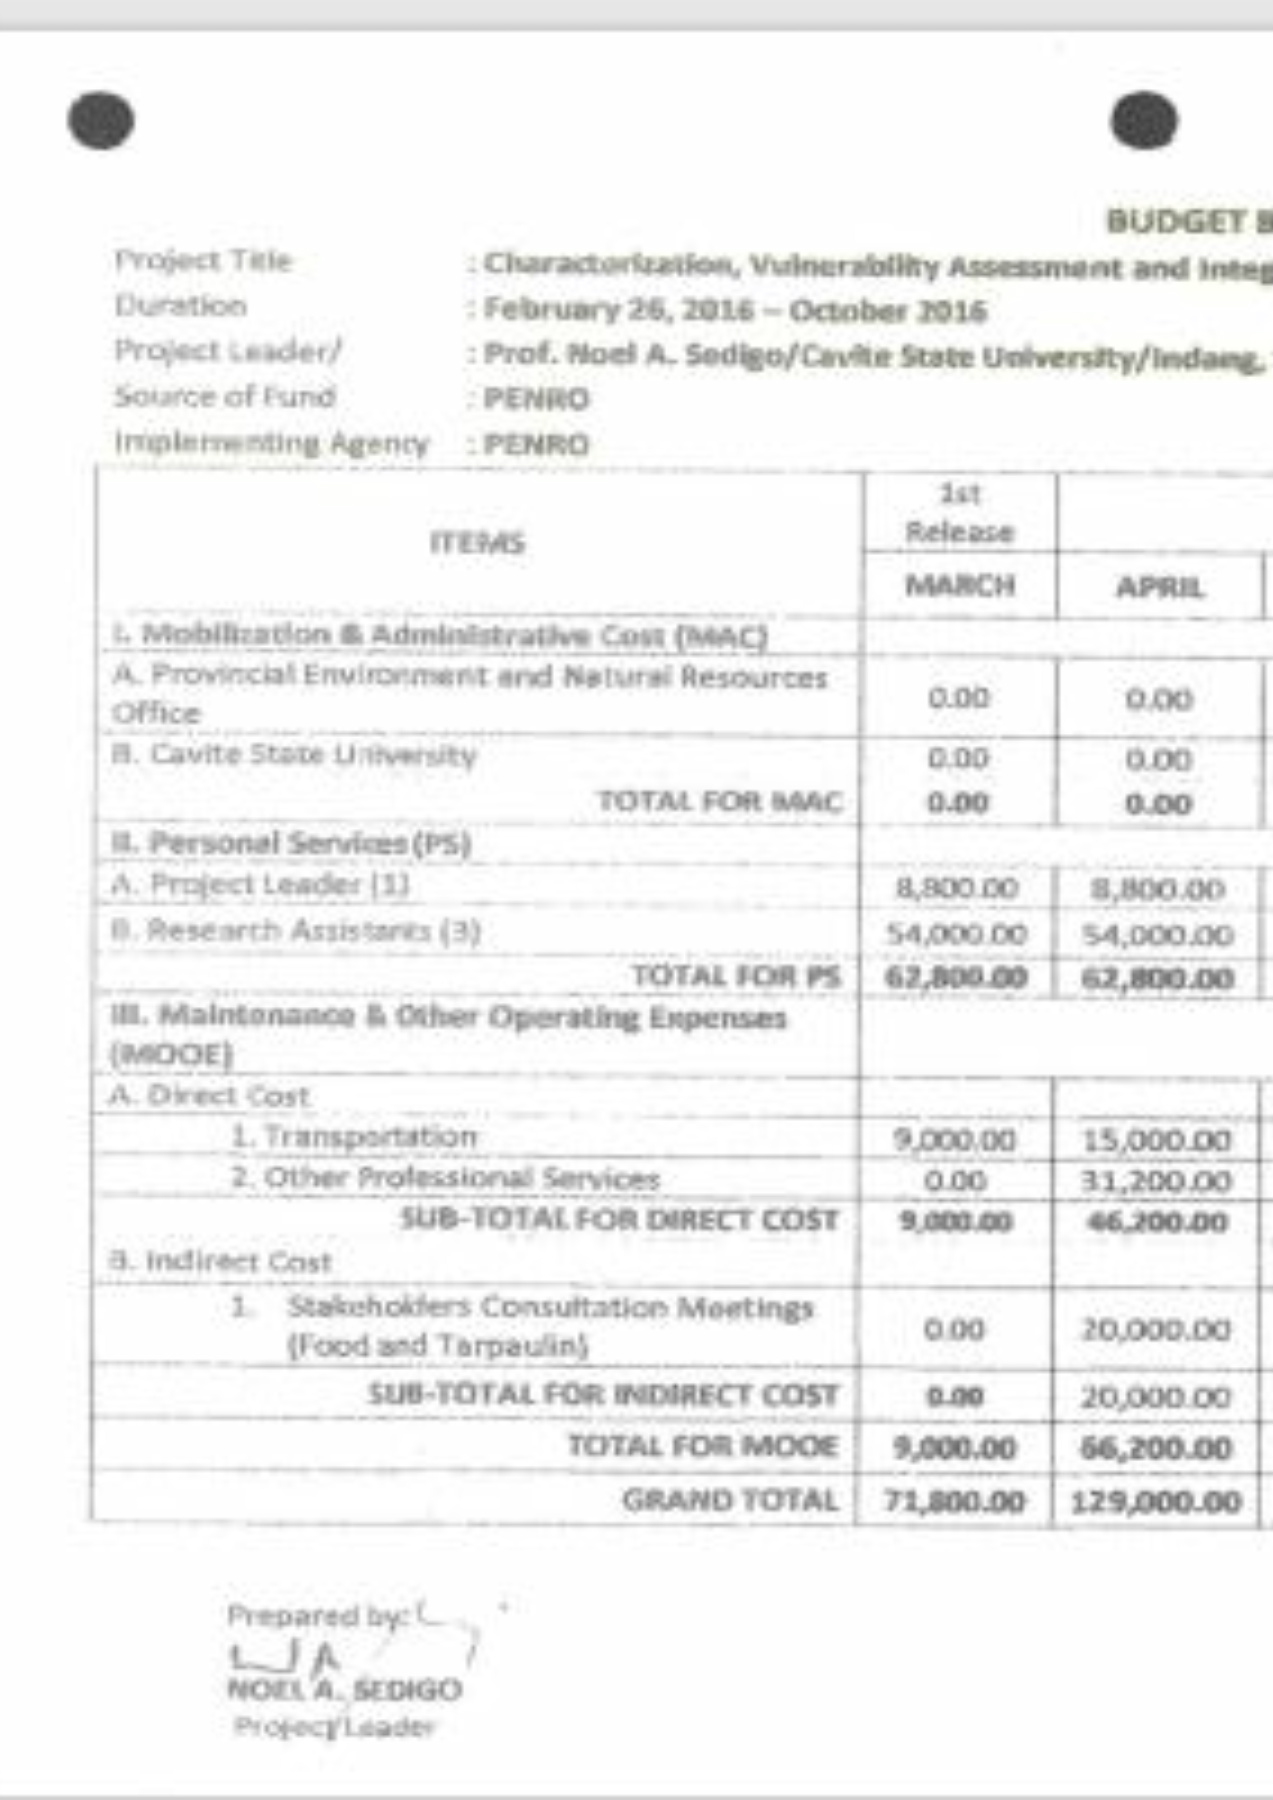 BUDGET B
Project Title : Characterization, Vulnerability Assessment and Integ
Duration : February 26, 2016 – October 2016
Project Leader/ : Prof. Noel A. Sedigo/Cavite State University/Indang,
Source of Fund : PENRO
Implementing Agency : PENRO
ITEMS
1st
Release
MARCH APRIL
I. Mobilization & Administrative Cost (MAC)
A. Provincial Environment and Natural Resources
Office 0.00 0.00
B. Cavite State University 0.00 0.00
TOTAL FOR MAC 0.00 0.00
II. Personal Services (PS)
A. Project Leader (1) 8,800.00 8,800.00
B. Research Assistants (3) 54,000.00 54,000.00
TOTAL FOR PS 62,800.00 62,800.00
III. Maintenance & Other Operating Expenses
(MOOE)
A. Direct Cost
1. Transportation 9,000.00 15,000.00
2. Other Professional Services 0.00 31,200.00
SUB-TOTAL FOR DIRECT COST 9,000.00 46,200.00
B. Indirect Cost
1. Stakeholders Consultation Meetings
(Food and Tarpaulin) 0.00 20,000.00
SUB-TOTAL FOR INDIRECT COST 0.00 20,000.00
TOTAL FOR MOOE 9,000.00 66,200.00
GRAND TOTAL 71,800.00 129,000.00
Prepared by:
NOEL A. SEDIGO
Project Leader